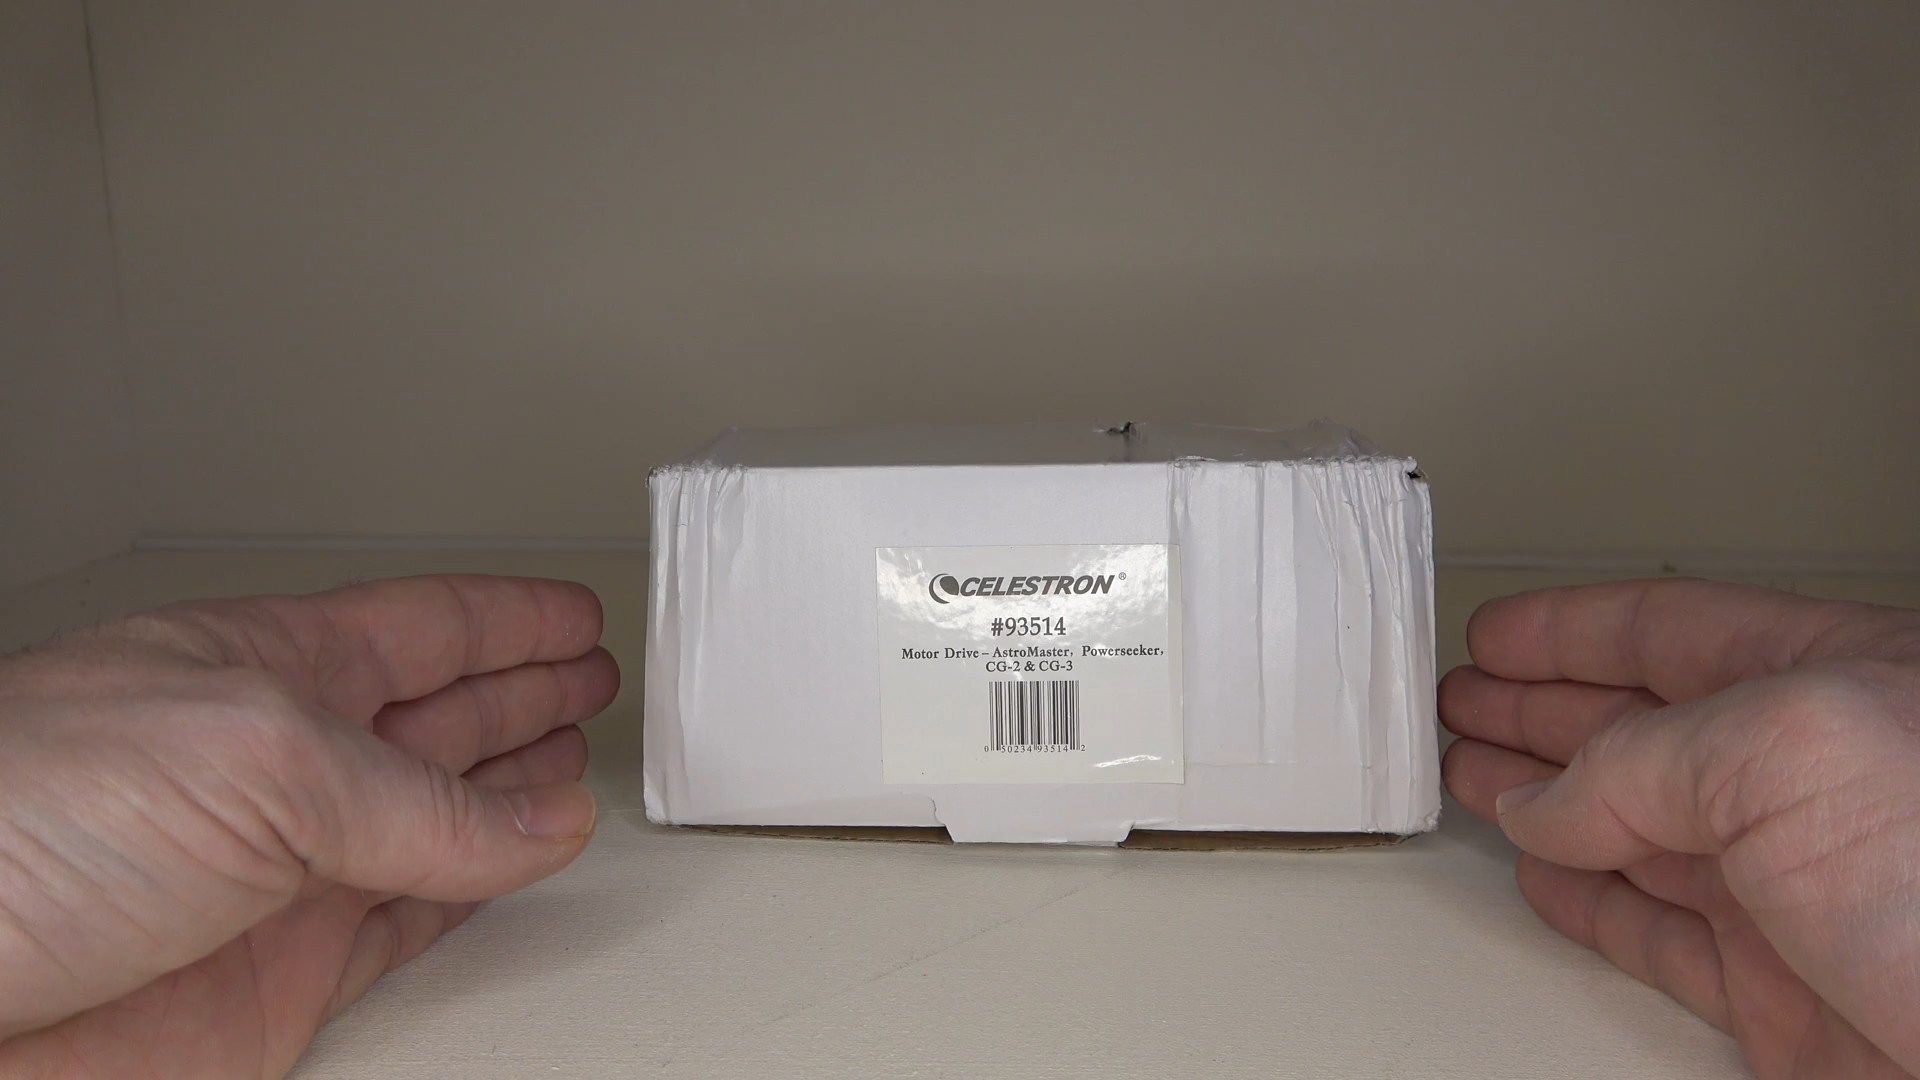 CELESTRON®
#93514
Motor Drive – AstroMaster, Powerseeker,
CG-2 & CG-3
0 50234 93514 2